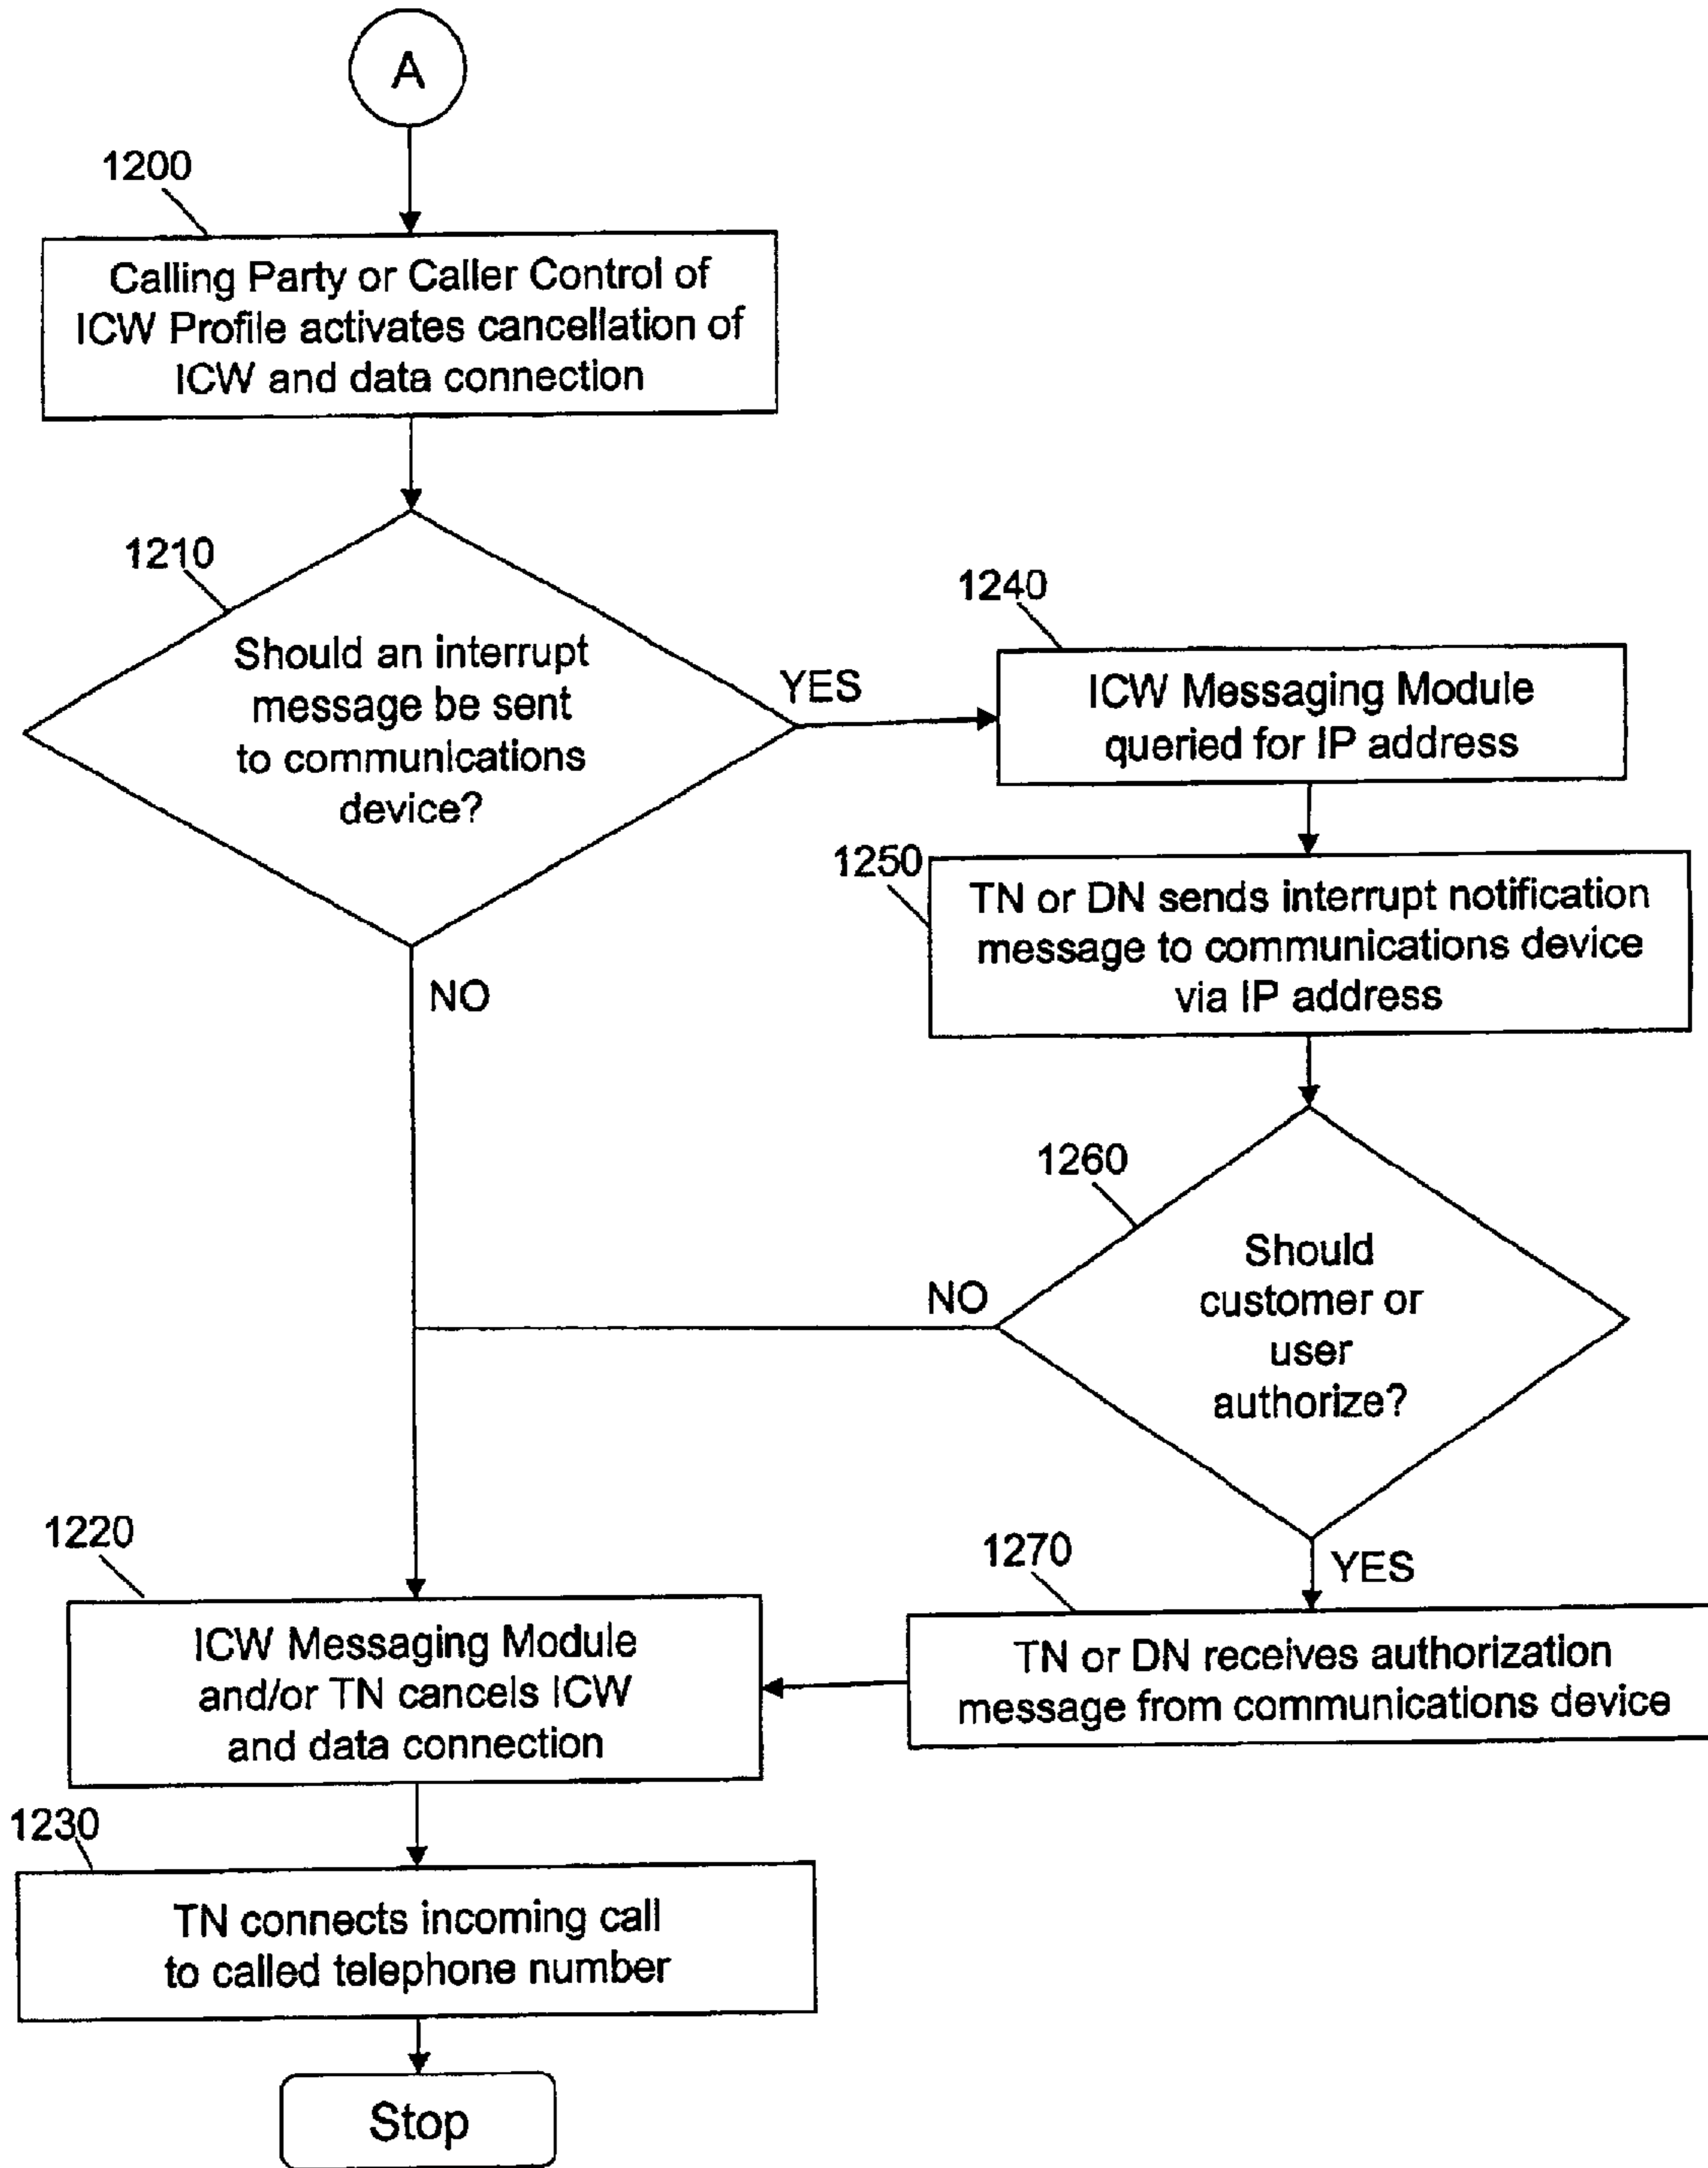 A
1200
Calling Party or Caller Control of
ICW Profile activates cancellation of
ICW and data connection
1210
Should an interrupt
message be sent
to communications
device?
YES
NO
1240
ICW Messaging Module
queried for IP address
1250
TN or DN sends interrupt notification
message to communications device
via IP address
1260
Should
customer or
user
authorize?
NO
YES
1270
TN or DN receives authorization
message from communications device
1220
ICW Messaging Module
and/or TN cancels ICW
and data connection
1230
TN connects incoming call
to called telephone number
Stop